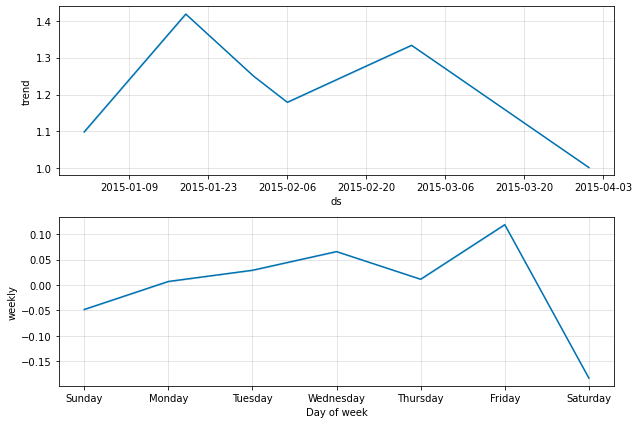 1.4
1.3
1.2
1.1
1.0
trend
2015-01-09 2015-01-23 2015-02-06 2015-02-20 2015-03-06 2015-03-20 2015-04-03
ds
0.10
0.05
0.00
−0.05
−0.10
−0.15
weekly
Sunday Monday Tuesday Wednesday Thursday Friday Saturday
Day of week